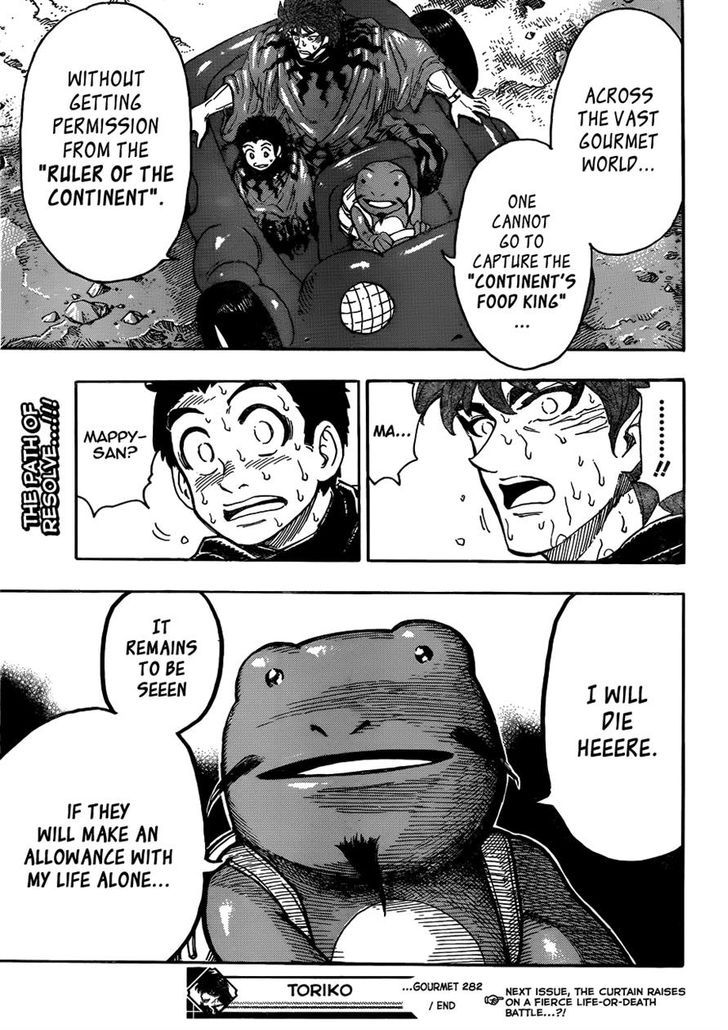 ACROSS
THE VAST
GOURMET
WORLD...
ONE
CANNOT
GO TO
CAPTURE THE
"CONTINENT'S
FOOD KING"
...
WITHOUT
GETTING
PERMISSION
FROM THE
"RULER OF THE
CONTINENT".
.........!!!
MA...
MAPPY-
SAN?
THE PATH OF
RESOLVE...!!!
I WILL
DIE
HEEERE.
IT
REMAINS
TO BE
SEEEN
IF THEY
WILL MAKE AN
ALLOWANCE WITH
MY LIFE ALONE...
TORIKO
...GOURMET 282
/ END
NEXT ISSUE, THE CURTAIN RAISES
ON A FIERCE LIFE-OR-DEATH
BATTLE...?!